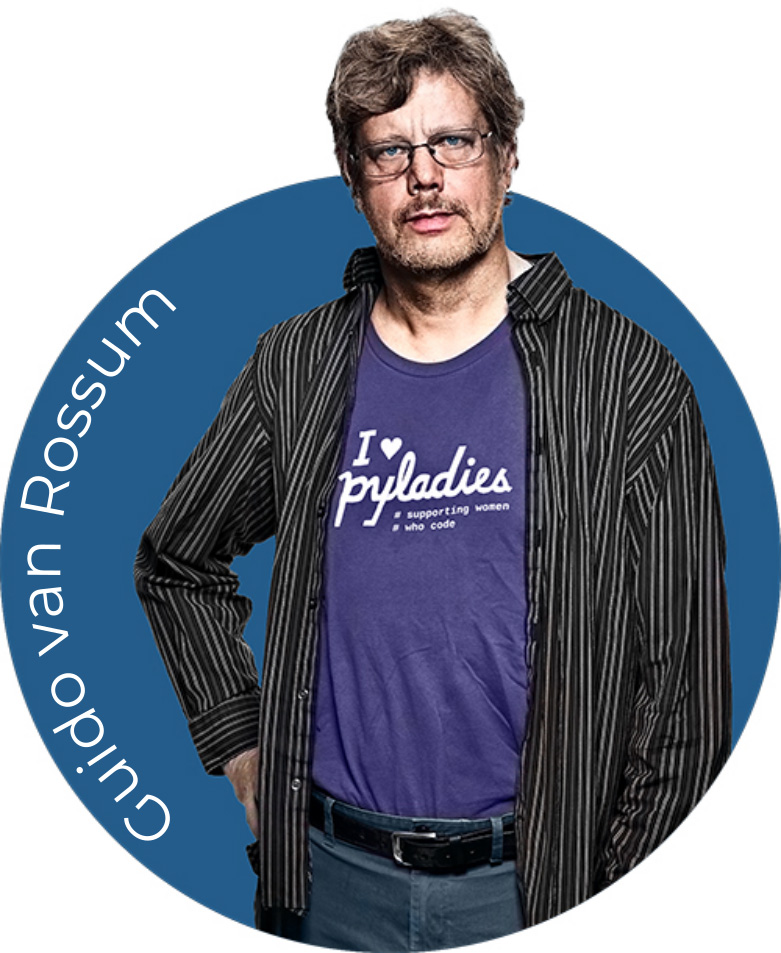 Guido van Rossum
I ♥
pyladies
# supporting women
# who code